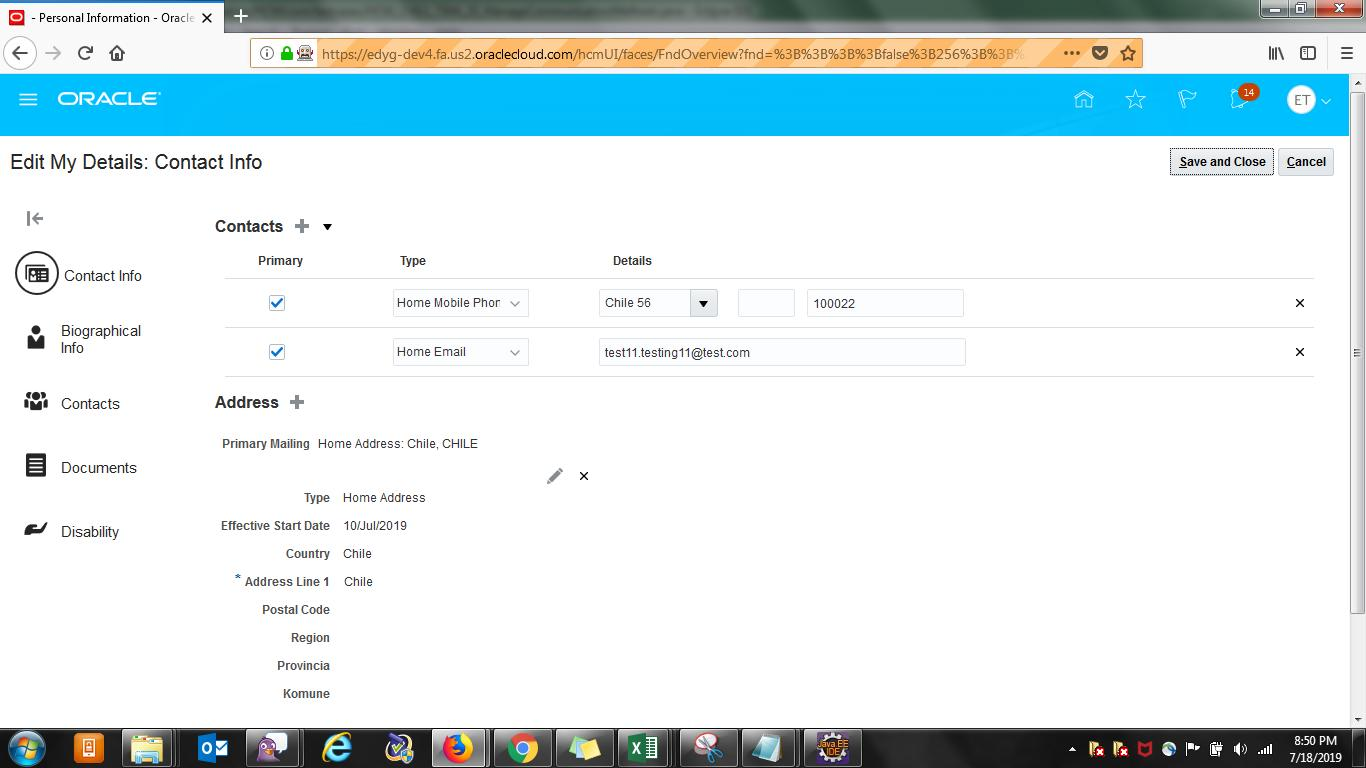 - Personal Information - Oracle
https://edyg-dev4.fa.us2.oraclecloud.com/hcmUI/faces/FndOverview?fnd=%3B%3B%3B%3Bfalse%3B256%3B%3B%
ORACLE
14
ET
Edit My Details: Contact Info
Save and Close
Cancel
Contacts
Primary Type Details
Contact Info
Home Mobile Phon
Chile 56
100022
Biographical
Info
Home Email
test11.testing11@test.com
Contacts
Address
Primary Mailing Home Address: Chile, CHILE
Documents
Type Home Address
Effective Start Date 10/Jul/2019
Disability
Country Chile
* Address Line 1 Chile
Postal Code
Region
Provincia
Komune
Java EE
IDE
8:50 PM
7/18/2019